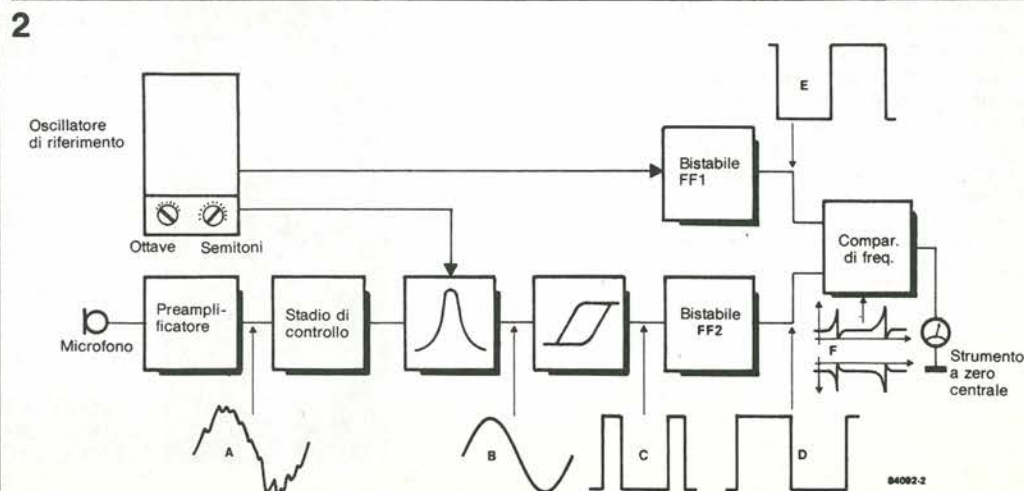 2
Oscillatore
di riferimento
Ottave
Semitoni
Bistabile
FF1
E
Compar.
di freq.
Microfono
Preampli-
ficatore
Stadio di
controllo
Bistabile
FF2
F
Strumento
a zero
centrale
A
B
C
D
84092-2